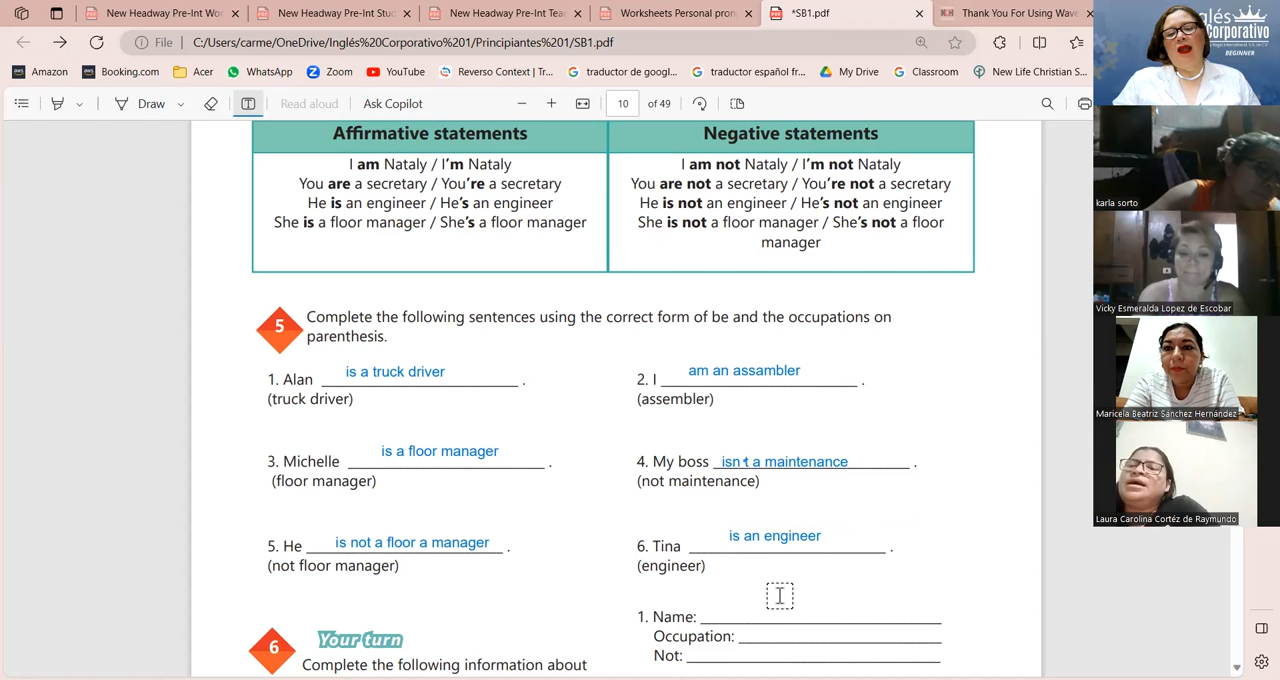 New Headway Pre-Int Wor
New Headway Pre-Int Stud
New Headway Pre-Int Teac
Worksheets Personal pron
*SB1.pdf
Thank You For Using Wave
File
C:/Users/carme/OneDrive/Inglés%20Corporativo%201/Principiantes%201/SB1.pdf
Amazon
Booking.com
Acer
WhatsApp
Zoom
YouTube
Reverso Context | Tr...
traductor de googl...
traductor español fr...
My Drive
Classroom
New Life Christian S...
Draw
Read aloud
Ask Copilot
10
of 49
Affirmative statements
Negative statements
I am Nataly / I'm Nataly
You are a secretary / You're a secretary
He is an engineer / He's an engineer
She is a floor manager / She's a floor manager
I am not Nataly / I'm not Nataly
You are not a secretary / You're not a secretary
He is not an engineer / He's not an engineer
She is not a floor manager / She's not a floor
manager
5
Complete the following statements using the correct form of be and the occupations on
parenthesis.
1. Alan is a truck driver .
(truck driver)
2. I am an assambler .
(assembler)
3. Michelle is a floor manager .
(floor manager)
4. My boss isn't a maintenance .
(not maintenance)
5. He is not a floor a manager .
(not floor manager)
6. Tina is an engineer .
(engineer)
6
Your turn
Complete the following information about
1. Name:
Occupation:
Not:
glés
Corporativo
BEGINNER
karla sorto
Vicky Esmeralda Lopez de Escobar
Maricela Beatriz Sánchez Hernández
Laura Carolina Cortéz de Raymundo